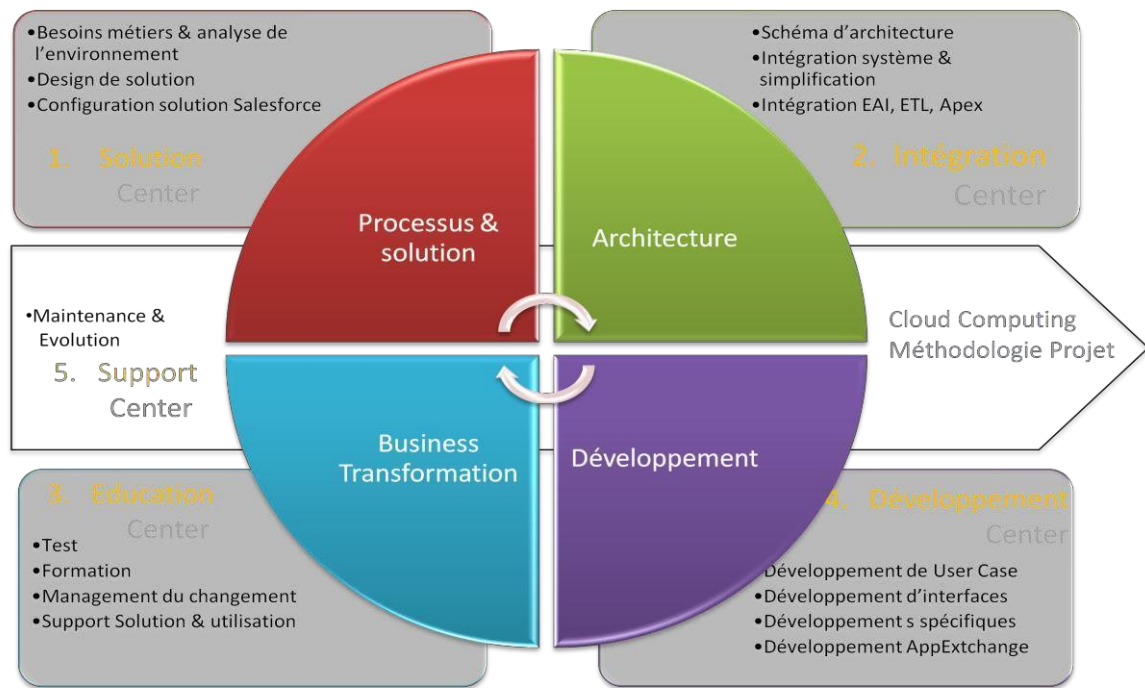 •Besoins métiers & analyse de
l'environnement
•Design de solution
•Configuration solution Salesforce
1. Solution
Center
•Schéma d'architecture
•Intégration système &
simplification
•Intégration EAI, ETL, Apex
2. Intégration
Center
Processus &
solution
Architecture
•Maintenance &
Evolution
5. Support
Center
Cloud Computing
Méthodologie Projet
Business
Transformation
Développement
3. Education
Center
•Test
•Formation
•Management du changement
•Support Solution & utilisation
4. Développement
Center
•Développement de User Case
•Développement d'interfaces
•Développement s spécifiques
•Développement AppExtchange